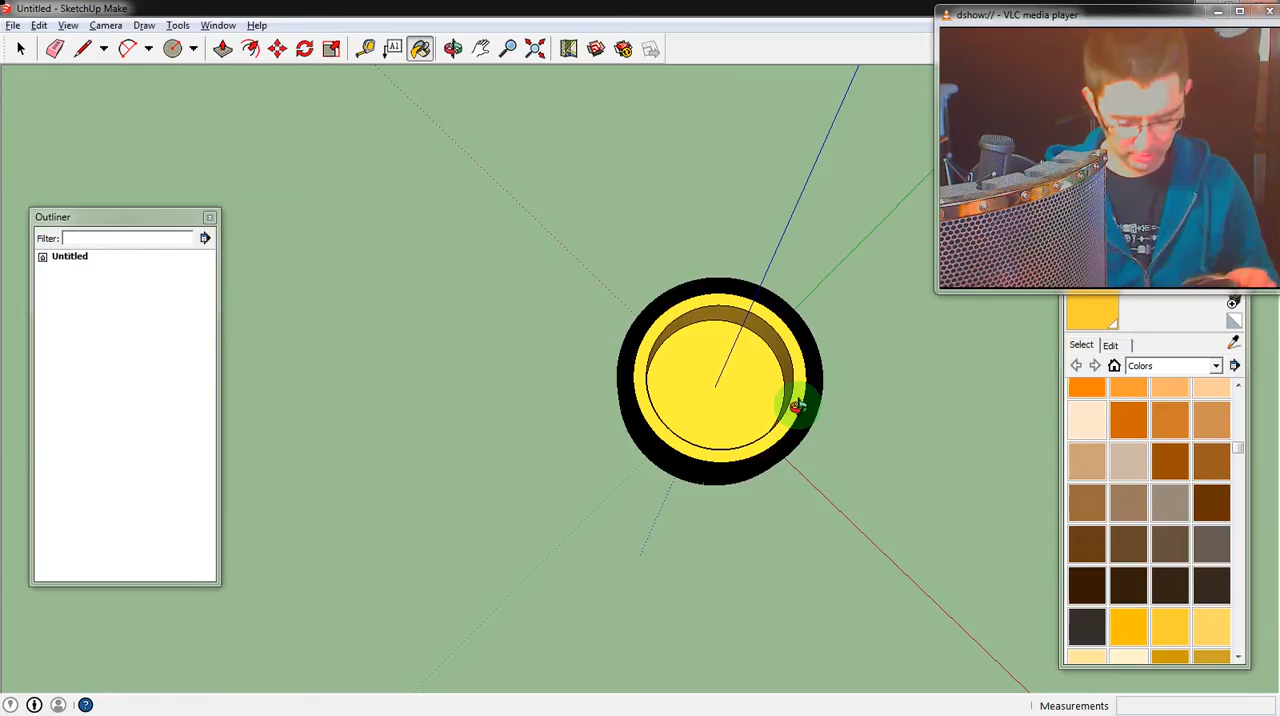 Untitled - SketchUp Make
File Edit View Camera Draw Tools Window Help
A1
dshow:// - VLC media player
Outliner
Filter:
Untitled
Select Edit
Colors
Measurements